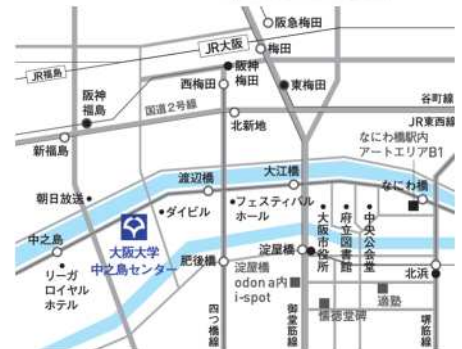 阪急梅田
JR大阪
梅田
JR福島
阪神
梅田
西梅田
東梅田
阪神
福島
国道2号線
北新地
谷町線
JR東西線
新福島
なにわ橋駅内
アートエリアB1
渡辺橋
大江橋
なにわ橋
朝日放送
ダイビル
フェスティバル
ホール
大阪市役所
府立図書館
中央公会堂
中之島
大阪大学
中之島センター
リーガ
ロイヤル
ホテル
肥後橋
淀屋橋
淀屋橋
odona内
i-spot
北浜
適塾
懐徳堂碑
四つ橋線
御堂筋線
堺筋線